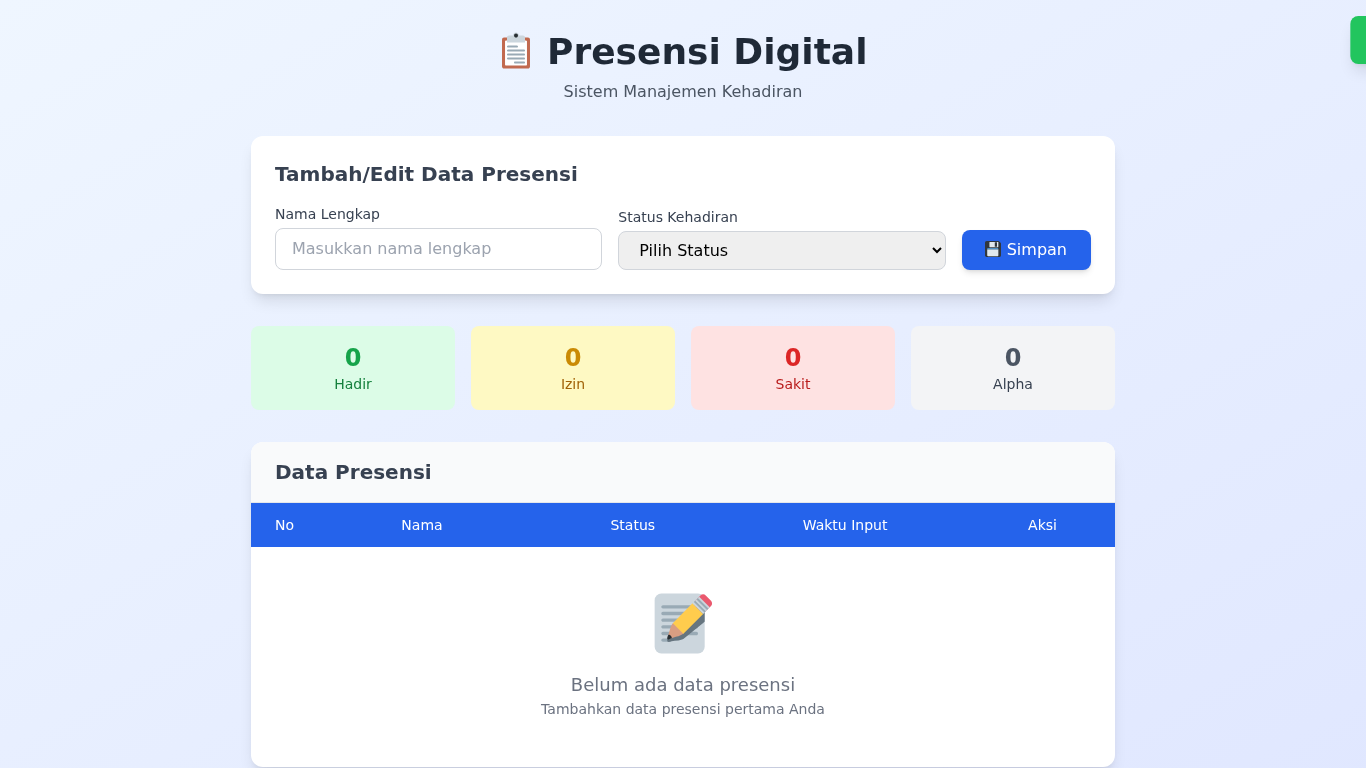 📋 Presensi Digital
Sistem Manajemen Kehadiran
Tambah/Edit Data Presensi
Nama Lengkap
Status Kehadiran
Masukkan nama lengkap
Pilih Status
💾 Simpan
0
Hadir
0
Izin
0
Sakit
0
Alpha
Data Presensi
No Nama Status Waktu Input Aksi
Belum ada data presensi
Tambahkan data presensi pertama Anda